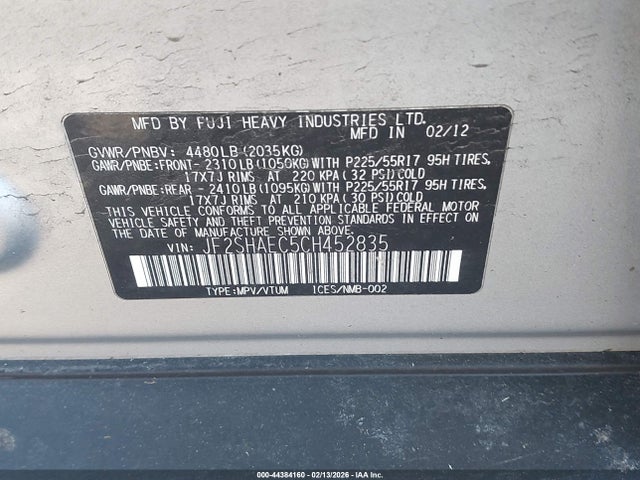 MFD BY FUJI HEAVY INDUSTRIES LTD.
MFD IN 02/12
GVWR/PNBV: 4480LB(2035KG)
GAWR/PNBE:FRONT- 2310LB(1050KG)WITH P225/55R17 95H TIRES,
17X7J RIMS AT 220 KPA (32 PSI)COLD
GAWR/PNBE:REAR - 2410LB(1095KG)WITH P225/55R17 95H TIRES,
17X7J RIMS AT 210 KPA (30 PSI)COLD
THIS VEHICLE CONFORMS TO ALL APPLICABLE FEDERAL MOTOR
VEHICLE SAFETY AND BUMPER STANDARDS IN EFFECT ON THE
DATE OF MANUFACTURE SHOWN ABOVE.
VIN: JF2SHAEC5CH452835
TYPE:MPV/VTUM 1CES/NMB-002
000-44384160 - 02/13/2026 - IAA Inc.